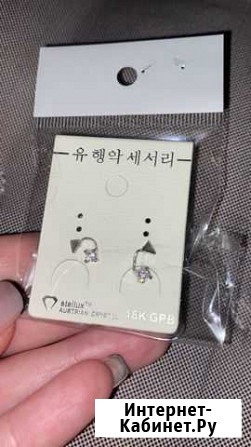 유행악세서리
stellux™
AUSTRIAN CRYSTAL 18K GPB
Интернет-
Кабинет.Ру